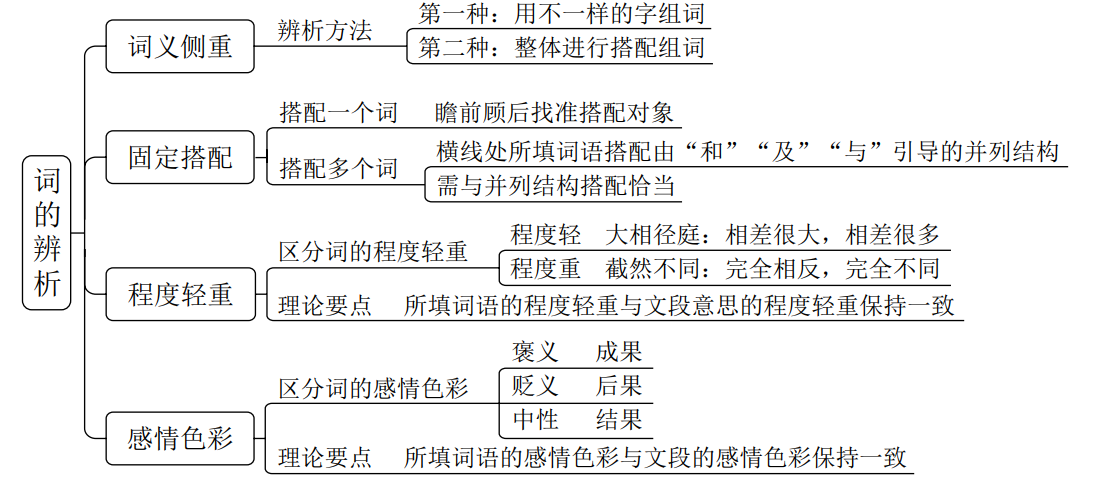 词的辨析
词义侧重
辨析方法
第一种：用不一样的字组词
第二种：整体进行搭配组词
固定搭配
搭配一个词 瞻前顾后找准搭配对象
搭配多个词
横线处所填词语搭配由“和”“及”“与”引导的并列结构
需与并列结构搭配恰当
程度轻重
区分词的程度轻重
程度轻 大相径庭：相差很大，相差很多
程度重 截然不同：完全相反，完全不同
理论要点 所填词语的程度轻重与文段意思的程度轻重保持一致
感情色彩
区分词的感情色彩
褒义 成果
贬义 后果
中性 结果
理论要点 所填词语的感情色彩与文段的感情色彩保持一致